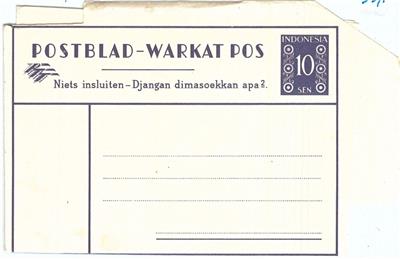 POSTBLAD–WARKAT POS
Niets insluiten – Djangan dimasoekkan apa2.
INDONESIA
10
SEN